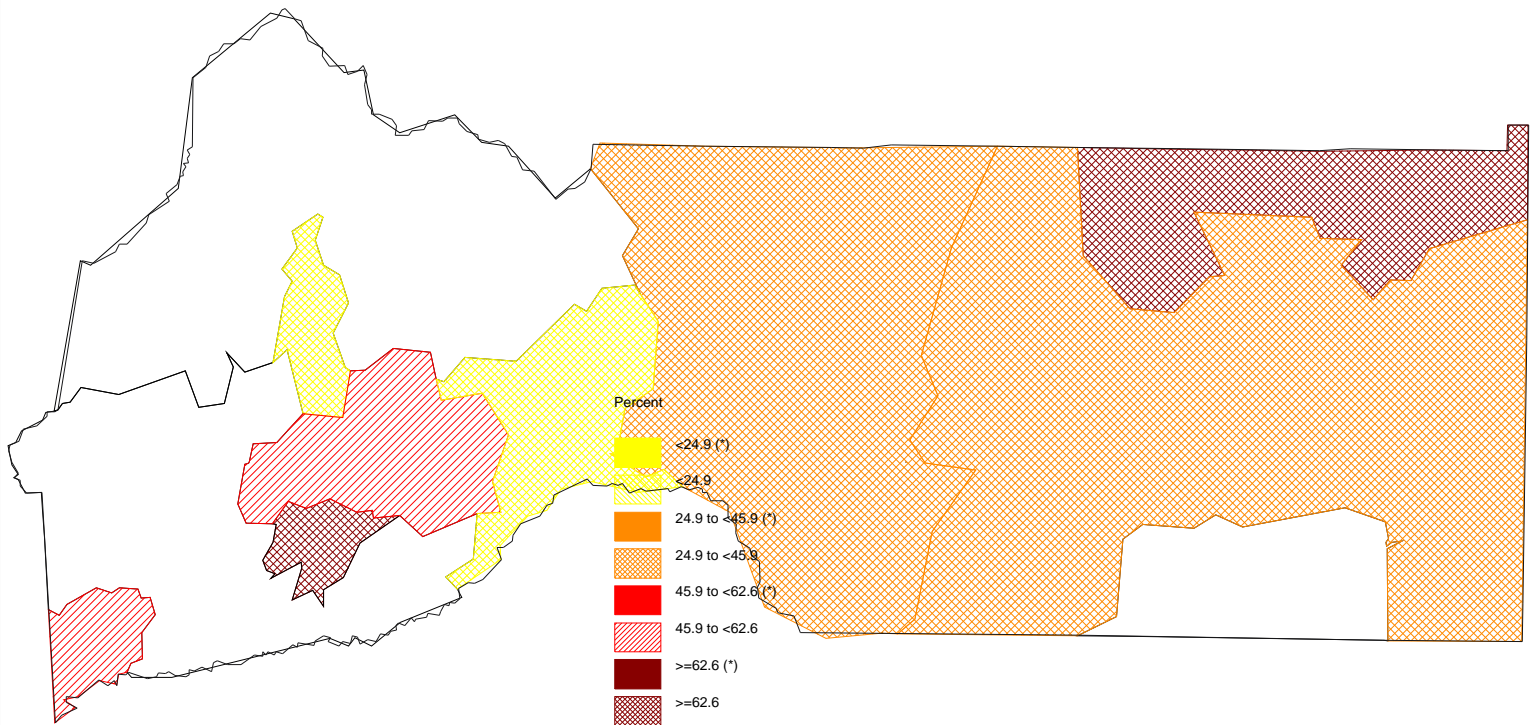 Percent
<24.9 (*)
<24.9
24.9 to <45.9 (*)
24.9 to <45.9
45.9 to <62.6 (*)
45.9 to <62.6
>=62.6 (*)
>=62.6